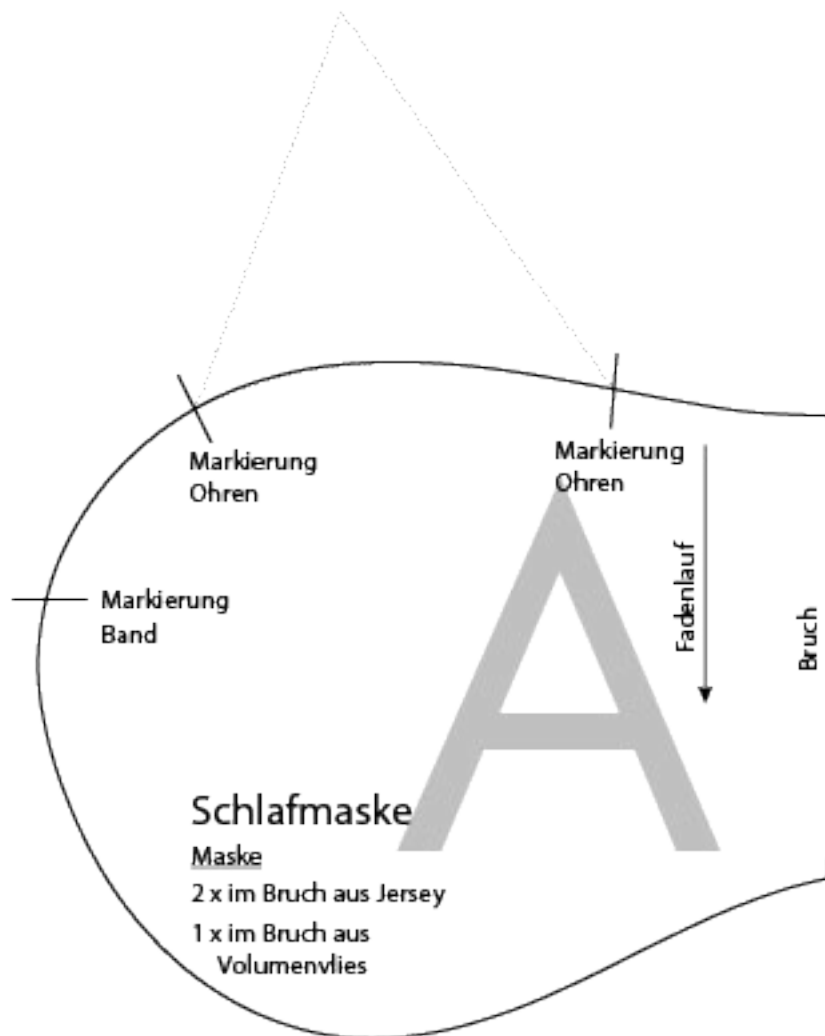 Markierung
Ohren
Markierung
Ohren
Fadenlauf
Bruch
Markierung
Band
A
Schlafmaske
Maske
2 x im Bruch aus Jersey
1 x im Bruch aus
Volumenvlies